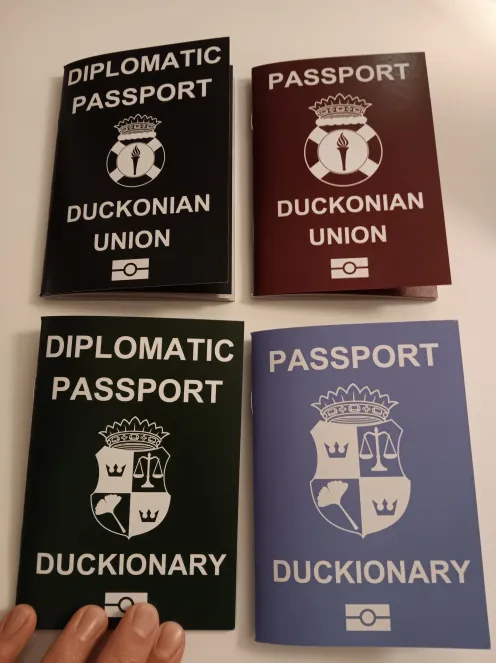 DIPLOMATIC
PASSPORT
DUCKONIAN
UNION
PASSPORT
DUCKONIAN
UNION
DIPLOMATIC
PASSPORT
DUCKIONARY
PASSPORT
DUCKIONARY